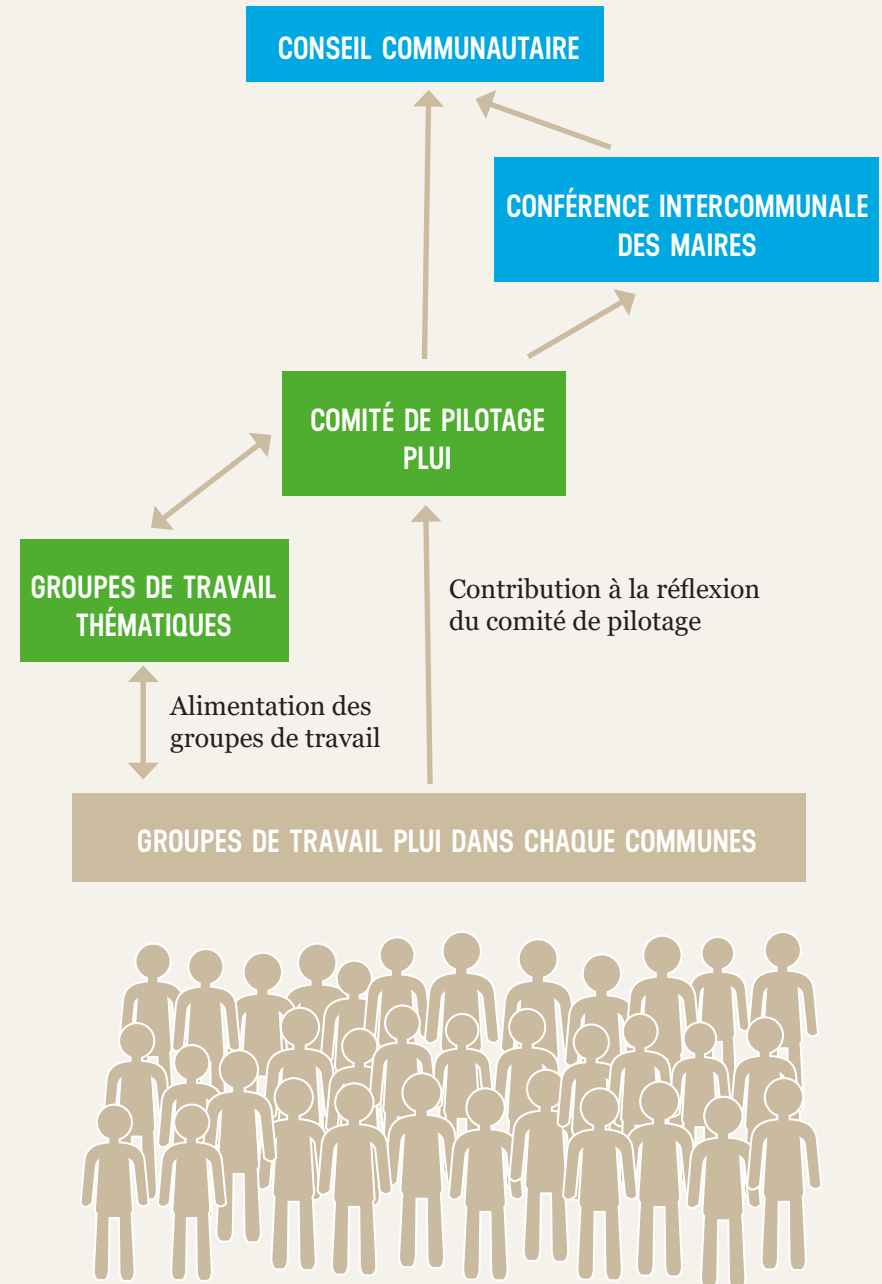 CONSEIL COMMUNAUTAIRE
CONFÉRENCE INTERCOMMUNALE
DES MAIRES
COMITÉ DE PILOTAGE
PLUI
GROUPES DE TRAVAIL
THÉMATIQUES
Contribution à la réflexion
du comité de pilotage
Alimentation des
groupes de travail
GROUPES DE TRAVAIL PLUI DANS CHAQUE COMMUNES